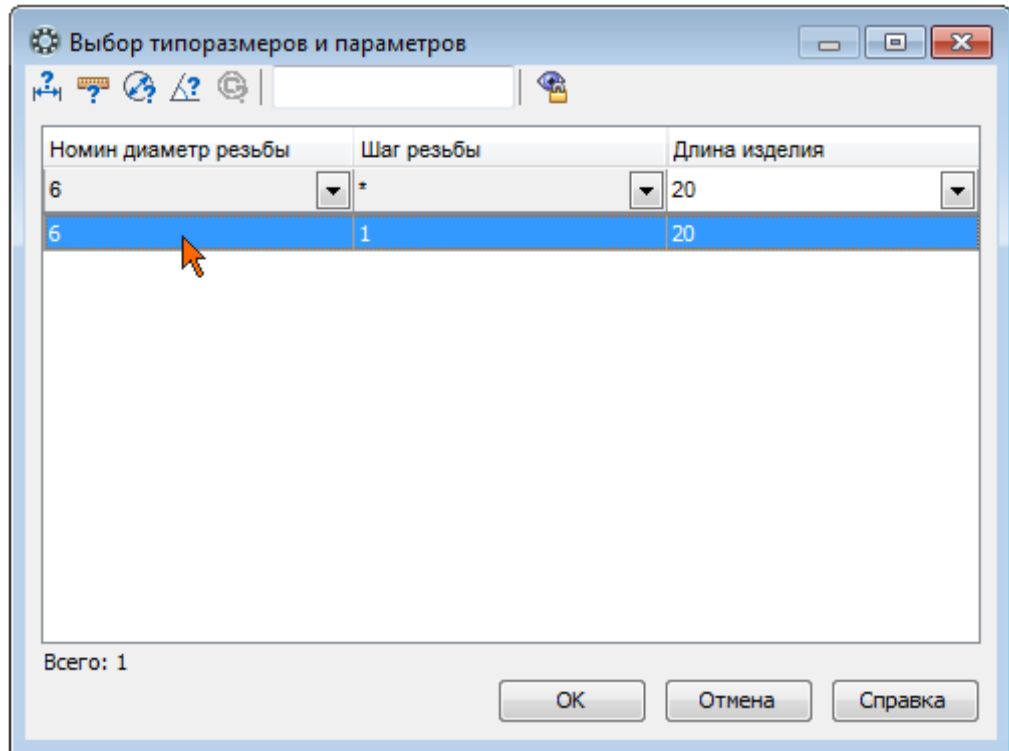 Выбор типоразмеров и параметров
Номин диаметр резьбы Шаг резьбы Длина изделия
6 * 20
6 1 20
Всего: 1
ОК Отмена Справка